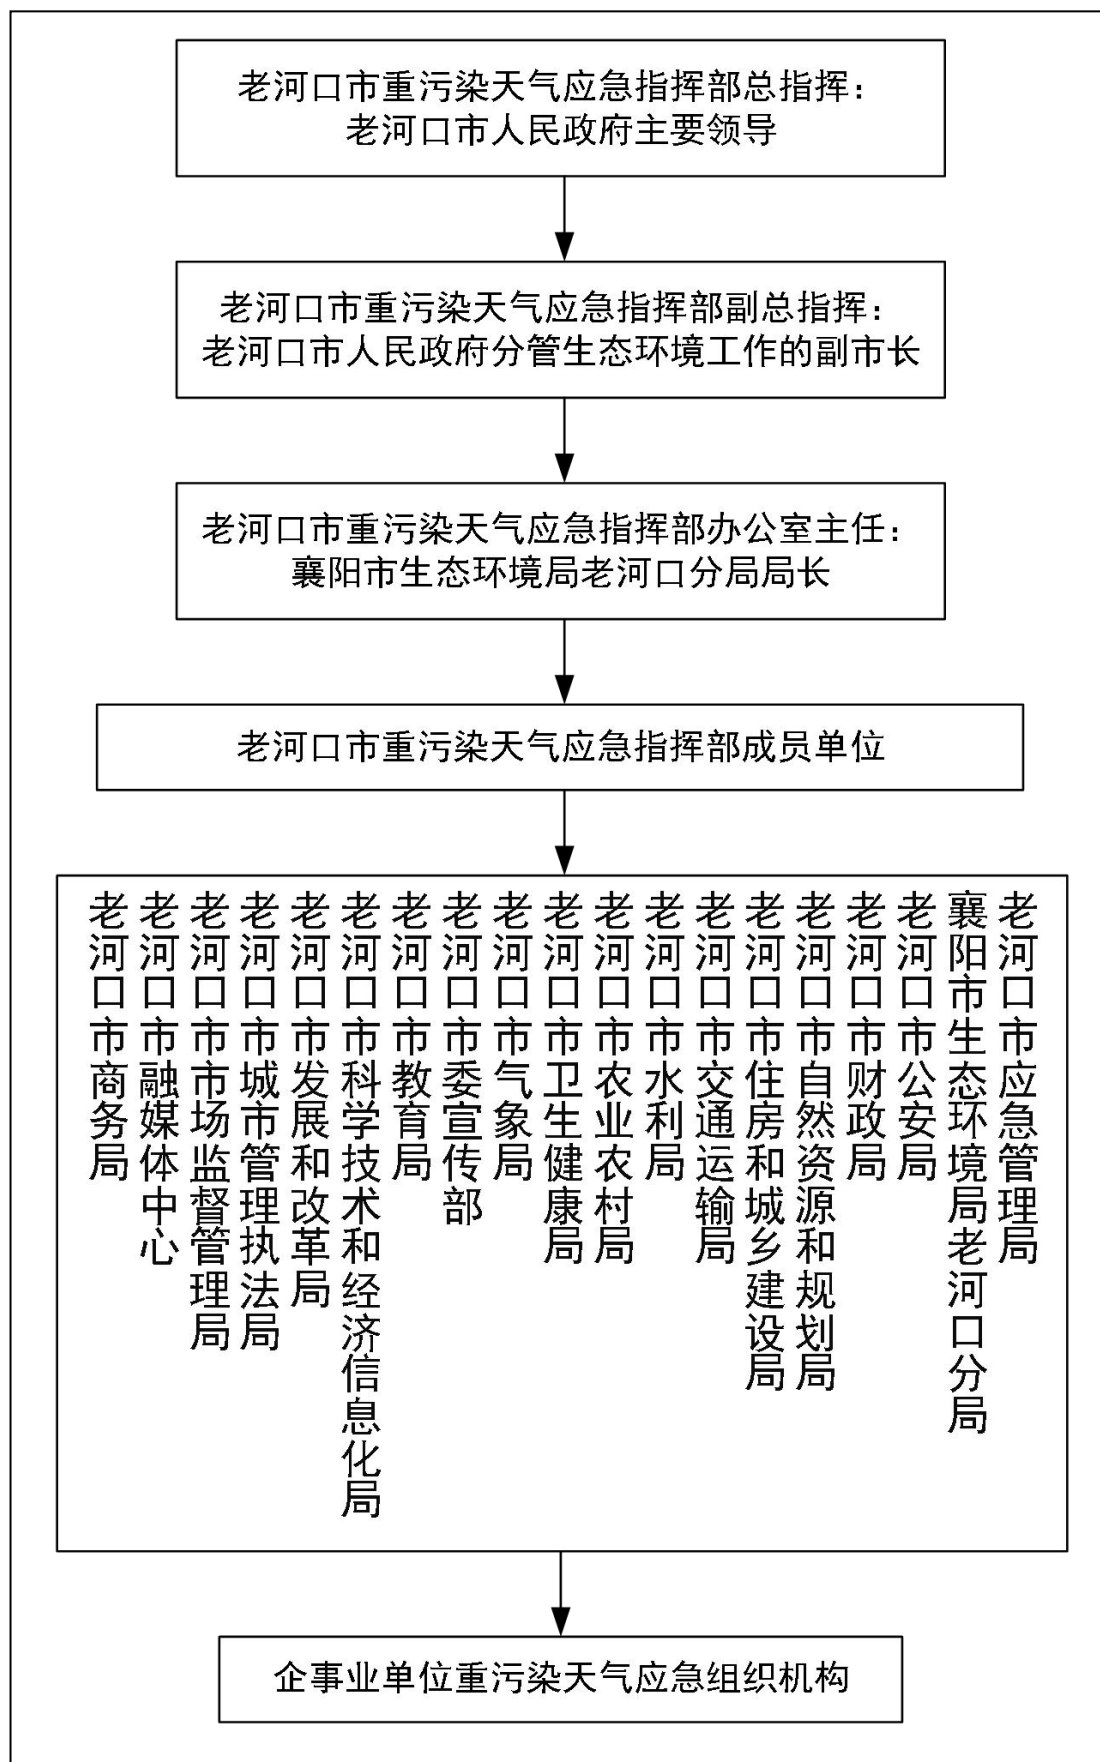 老河口市重污染天气应急指挥部总指挥：
老河口市人民政府主要领导
老河口市重污染天气应急指挥部副总指挥：
老河口市人民政府分管生态环境工作的副市长
老河口市重污染天气应急指挥部办公室主任：
襄阳市生态环境局老河口分局局长
老河口市重污染天气应急指挥部成员单位
老河口市应急管理局
襄阳市生态环境局老河口分局
老河口市公安局
老河口市财政局
老河口市自然资源和规划局
老河口市住房和城乡建设局
老河口市交通运输局
老河口市水利局
老河口市农业农村局
老河口市卫生健康局
老河口市气象局
老河口市委宣传部
老河口市教育局
老河口市科学技术和经济信息化局
老河口市发展和改革局
老河口市城市管理执法局
老河口市市场监督管理局
老河口市融媒体中心
老河口市商务局
企事业单位重污染天气应急组织机构